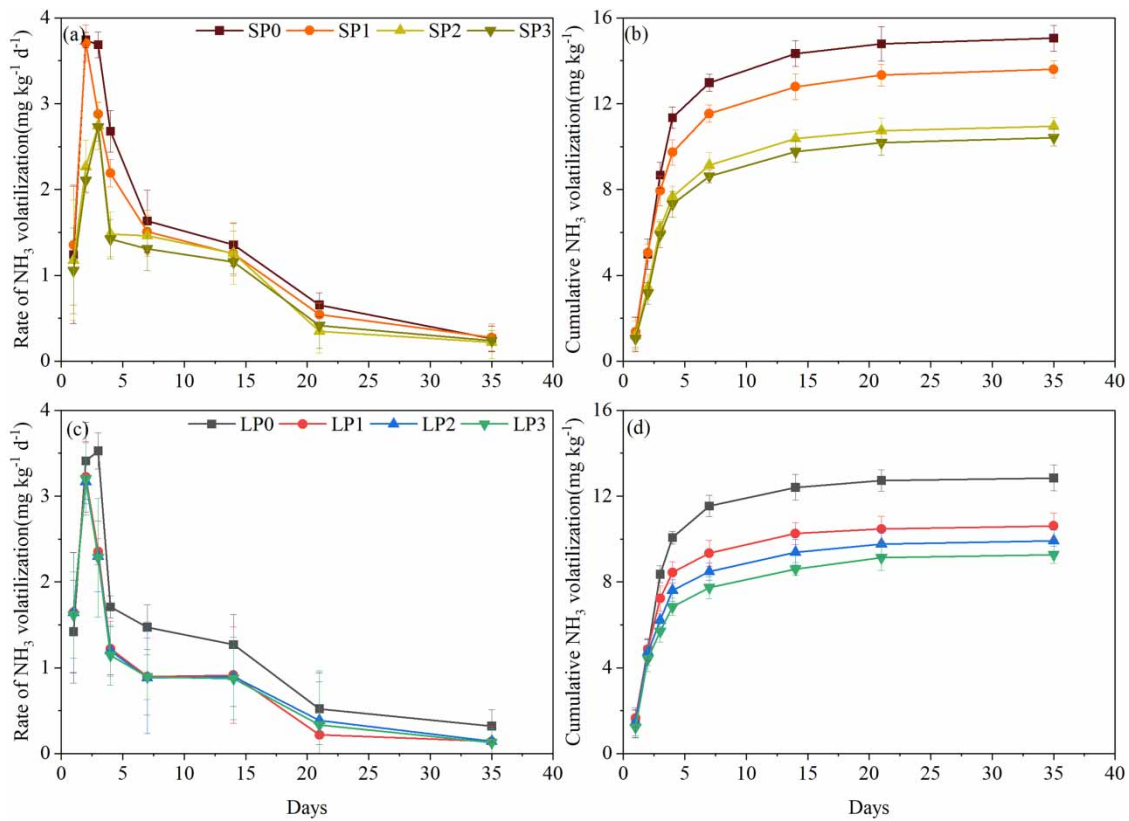 (a) SP0 SP1 SP2 SP3
Rate of NH₃ volatilization(mg kg⁻¹ d⁻¹)
4
3
2
1
0
0 5 10 15 20 25 30 35 40
(b)
Cumulative NH₃ volatilization(mg kg⁻¹)
16
12
8
4
0
0 5 10 15 20 25 30 35 40
(c) LP0 LP1 LP2 LP3
Rate of NH₃ volatilization(mg kg⁻¹ d⁻¹)
4
3
2
1
0
0 5 10 15 20 25 30 35 40
Days
(d)
Cumulative NH₃ volatilization(mg kg⁻¹)
16
12
8
4
0
0 5 10 15 20 25 30 35 40
Days